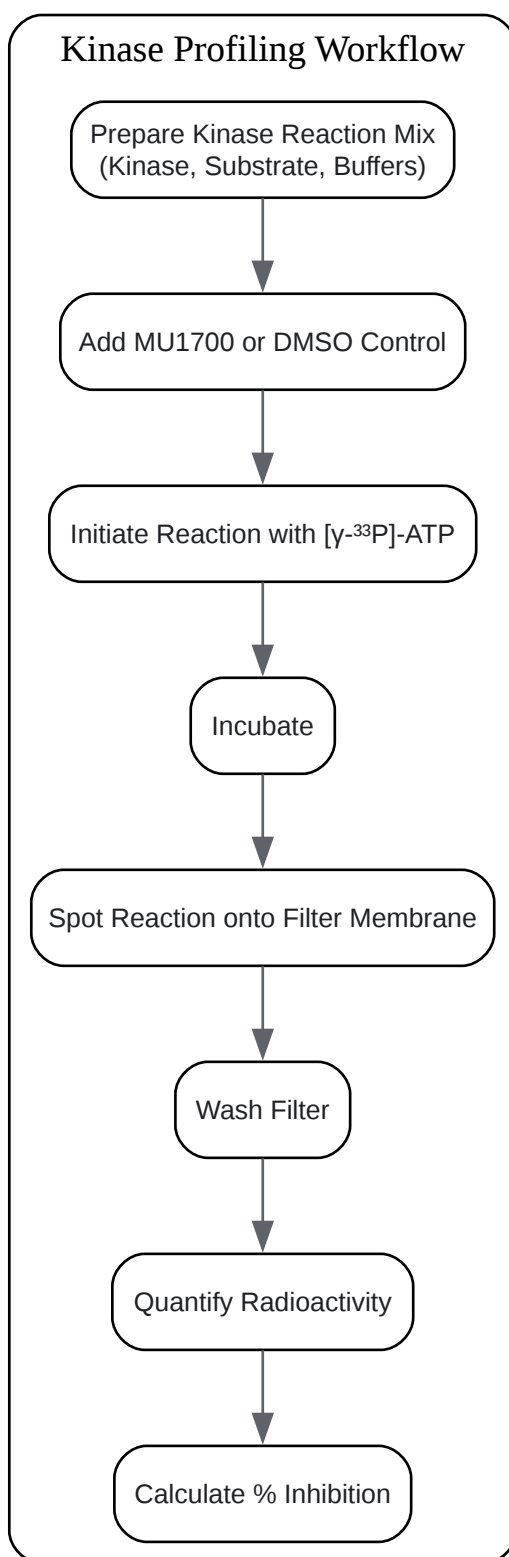 Kinase Profiling Workflow
Prepare Kinase Reaction Mix
(Kinase, Substrate, Buffers)
Add MU1700 or DMSO Control
Initiate Reaction with [γ-³³P]-ATP
Incubate
Spot Reaction onto Filter Membrane
Wash Filter
Quantify Radioactivity
Calculate % Inhibition